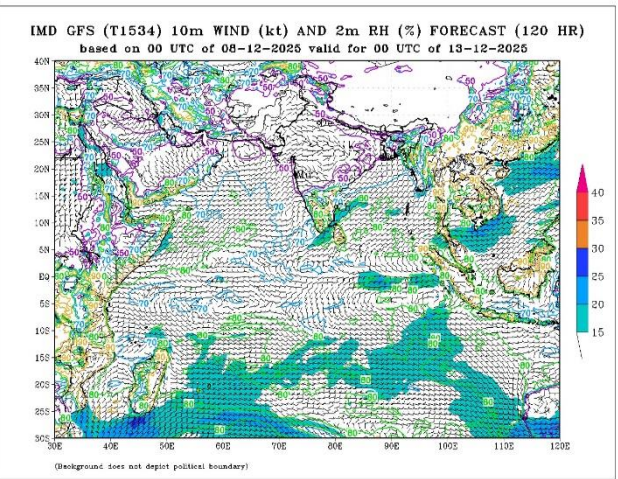 IMD GFS (T1534) 10m WIND (kt) AND 2m RH (%) FORECAST (120 HR)
based on 00 UTC of 08-12-2025 valid for 00 UTC of 13-12-2025
40N
35N
30N
25N
20N
15N
10N
5N
EQ
5S
10S
15S
20S
25S
30S
30E 40E 50E 60E 70E 80E 90E 100E 110E 120E
40
35
30
25
20
15
(Background does not depict political boundary)